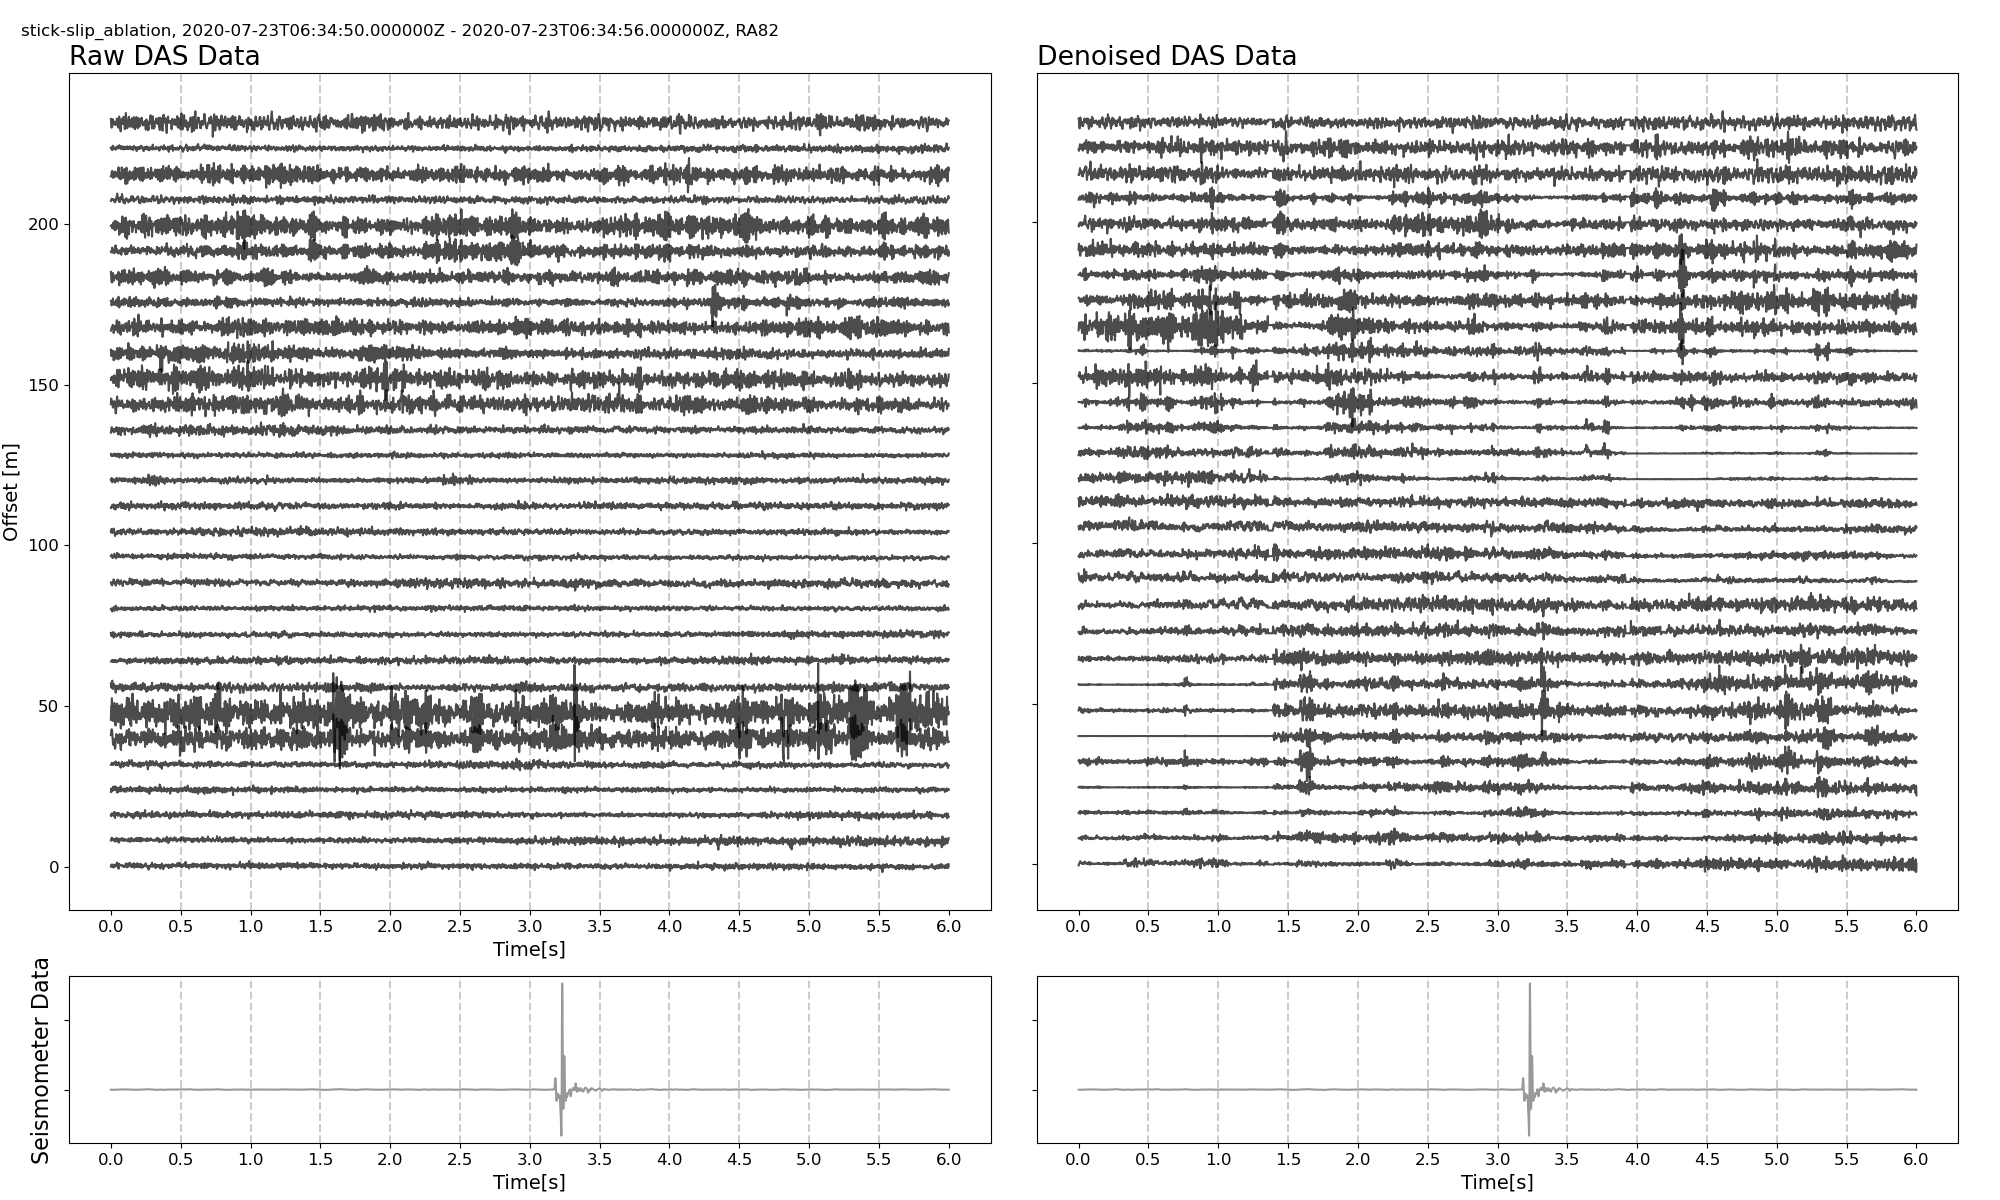 stick-slip_ablation, 2020-07-23T06:34:50.000000Z - 2020-07-23T06:34:56.000000Z, RA82
Raw DAS Data
Denoised DAS Data
Offset [m]
200
150
100
50
0
0.0 0.5 1.0 1.5 2.0 2.5 3.0 3.5 4.0 4.5 5.0 5.5 6.0
Time[s]
0.0 0.5 1.0 1.5 2.0 2.5 3.0 3.5 4.0 4.5 5.0 5.5 6.0
Seismometer Data
0.0 0.5 1.0 1.5 2.0 2.5 3.0 3.5 4.0 4.5 5.0 5.5 6.0
Time[s]
0.0 0.5 1.0 1.5 2.0 2.5 3.0 3.5 4.0 4.5 5.0 5.5 6.0
Time[s]